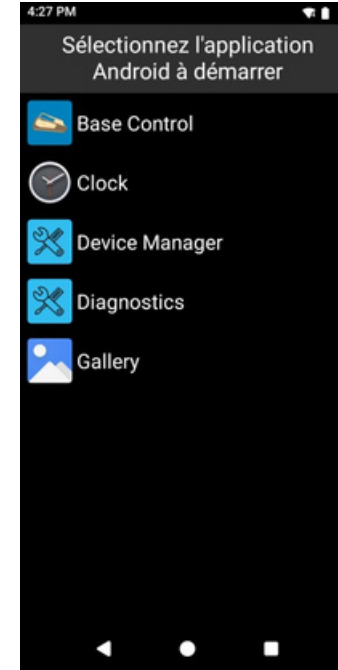 4:27 PM
Sélectionnez l'application
Android à démarrer
Base Control
Clock
Device Manager
Diagnostics
Gallery